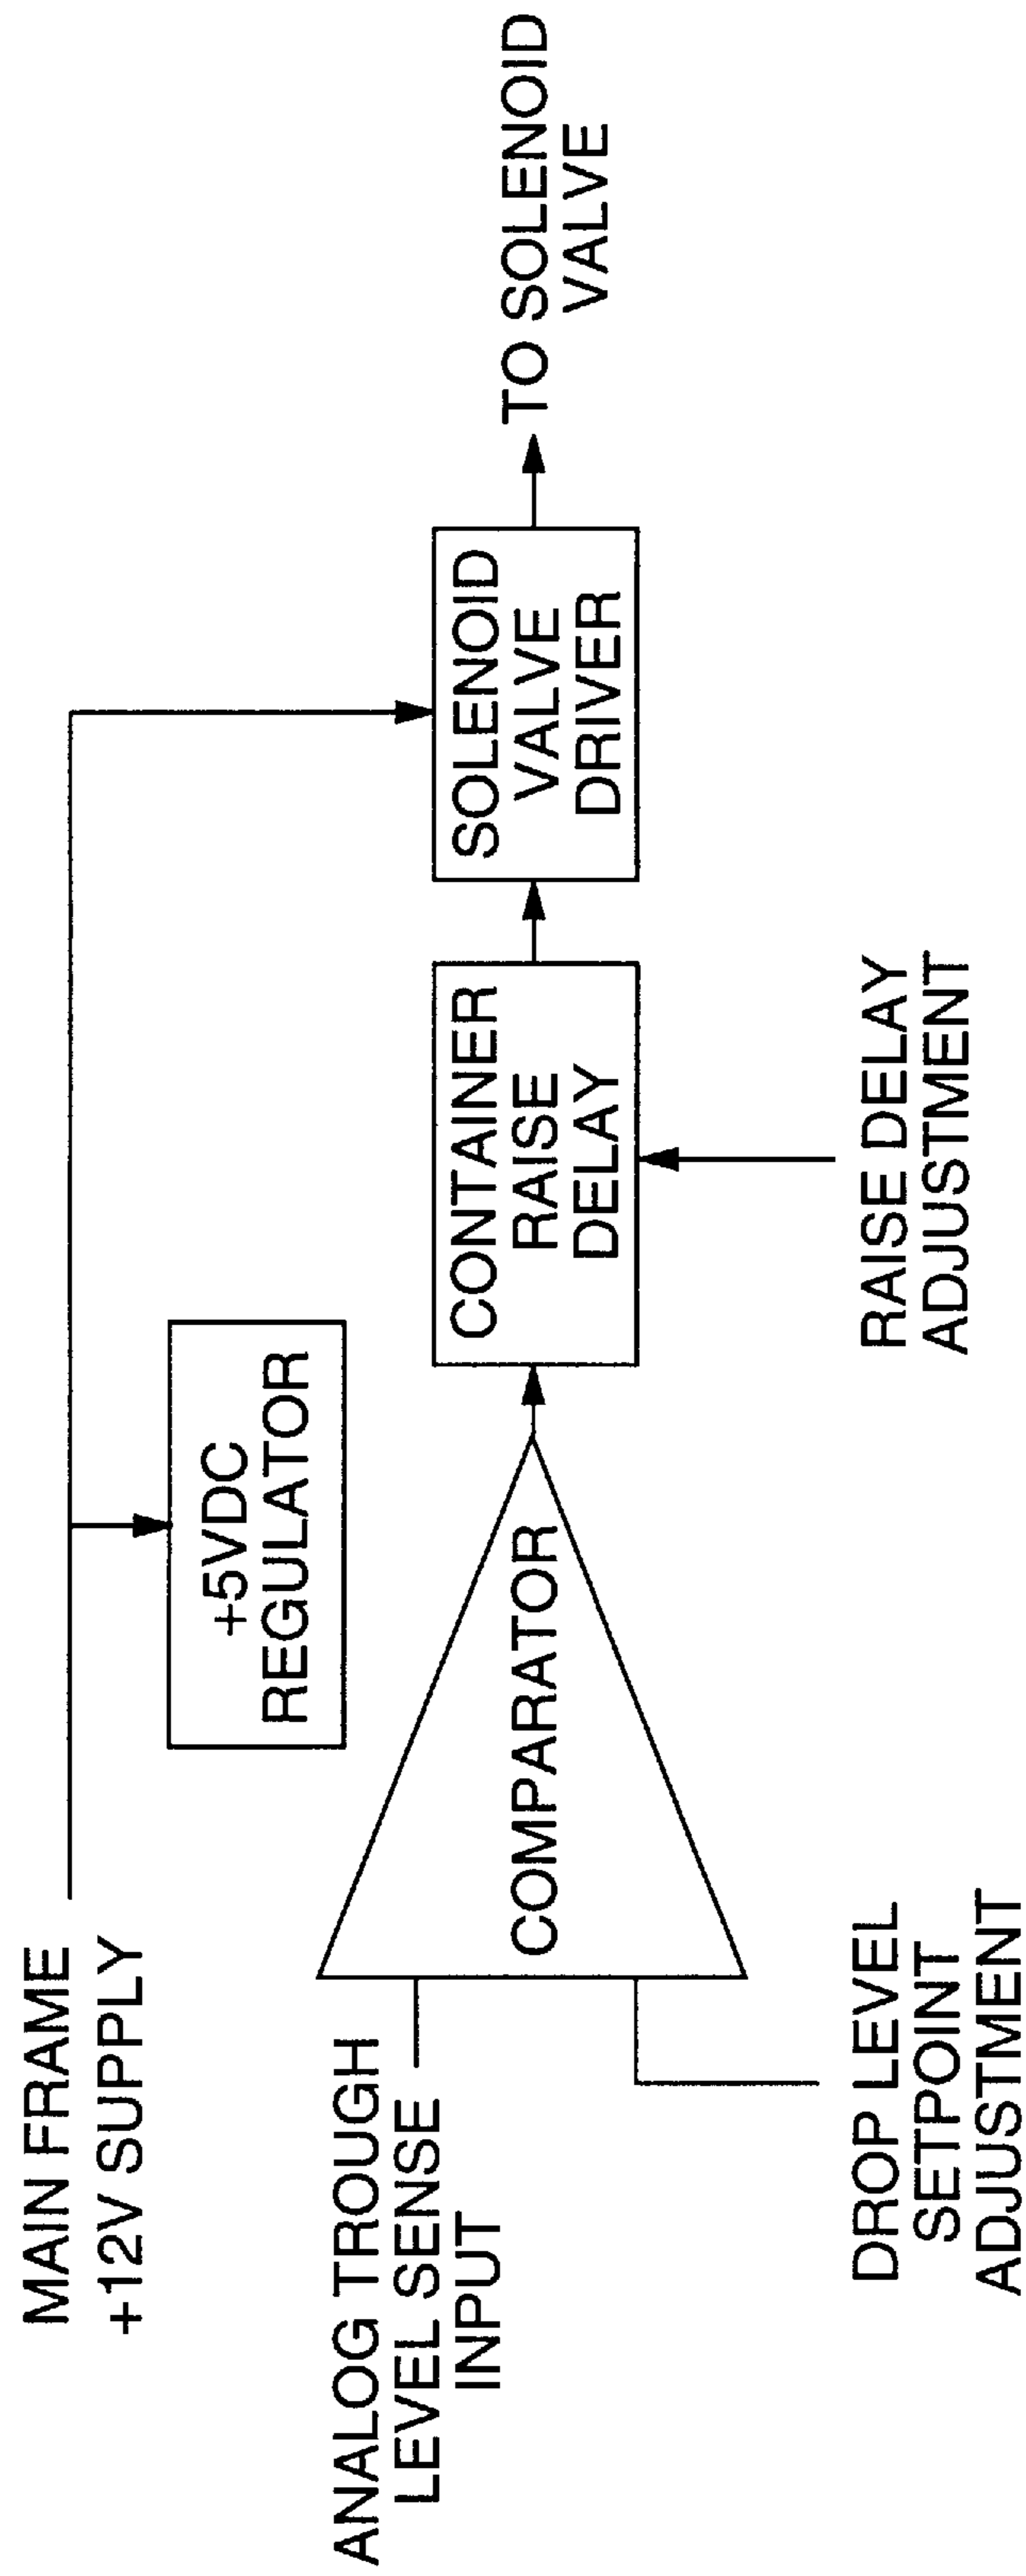 MAIN FRAME
+12V SUPPLY
+5VDC
REGULATOR
ANALOG TROUGH
LEVEL SENSE
INPUT
COMPARATOR
CONTAINER
RAISE
DELAY
SOLENOID
VALVE
DRIVER
TO SOLENOID
VALVE
DROP LEVEL
SETPOINT
ADJUSTMENT
RAISE DELAY
ADJUSTMENT